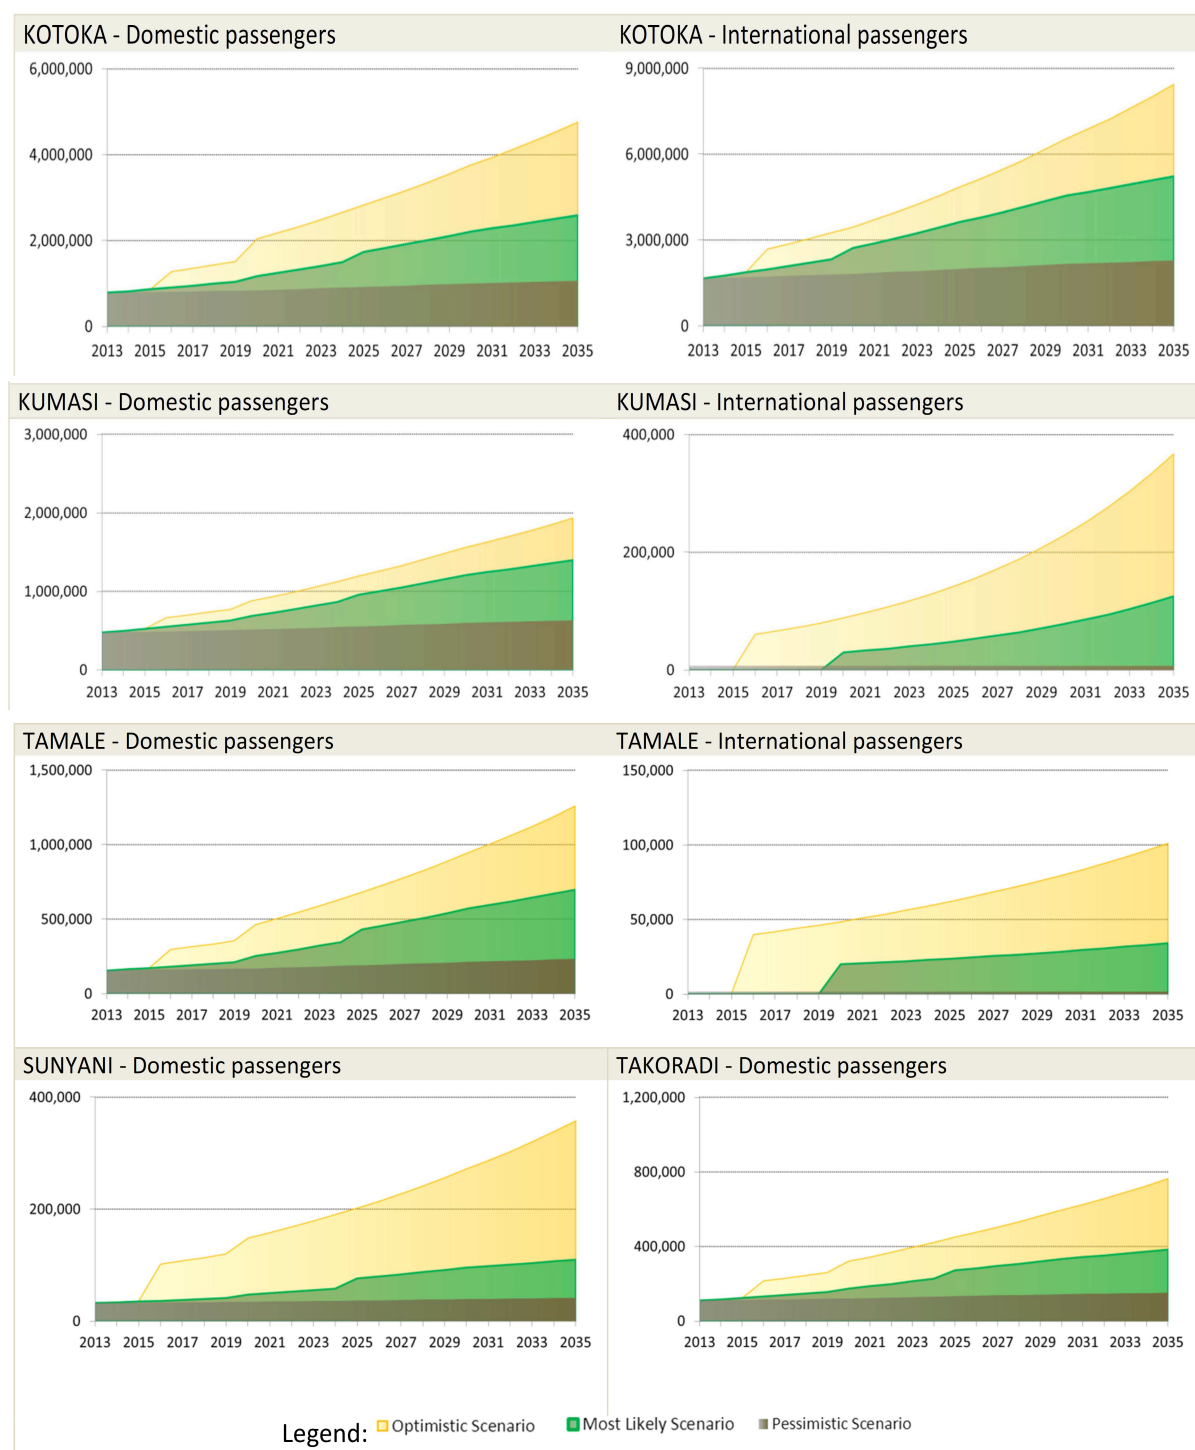 KOTOKA - Domestic passengers
6,000,000
4,000,000
2,000,000
0
2013 2015 2017 2019 2021 2023 2025 2027 2029 2031 2033 2035
KOTOKA - International passengers
9,000,000
6,000,000
3,000,000
0
2013 2015 2017 2019 2021 2023 2025 2027 2029 2031 2033 2035
KUMASI - Domestic passengers
3,000,000
2,000,000
1,000,000
0
2013 2015 2017 2019 2021 2023 2025 2027 2029 2031 2033 2035
KUMASI - International passengers
400,000
200,000
0
2013 2015 2017 2019 2021 2023 2025 2027 2029 2031 2033 2035
TAMALE - Domestic passengers
1,500,000
1,000,000
500,000
0
2013 2015 2017 2019 2021 2023 2025 2027 2029 2031 2033 2035
TAMALE - International passengers
150,000
100,000
50,000
0
2013 2015 2017 2019 2021 2023 2025 2027 2029 2031 2033 2035
SUNYANI - Domestic passengers
400,000
200,000
0
2013 2015 2017 2019 2021 2023 2025 2027 2029 2031 2033 2035
TAKORADI - Domestic passengers
1,200,000
800,000
400,000
0
2013 2015 2017 2019 2021 2023 2025 2027 2029 2031 2033 2035
Legend: Optimistic Scenario Most Likely Scenario Pessimistic Scenario